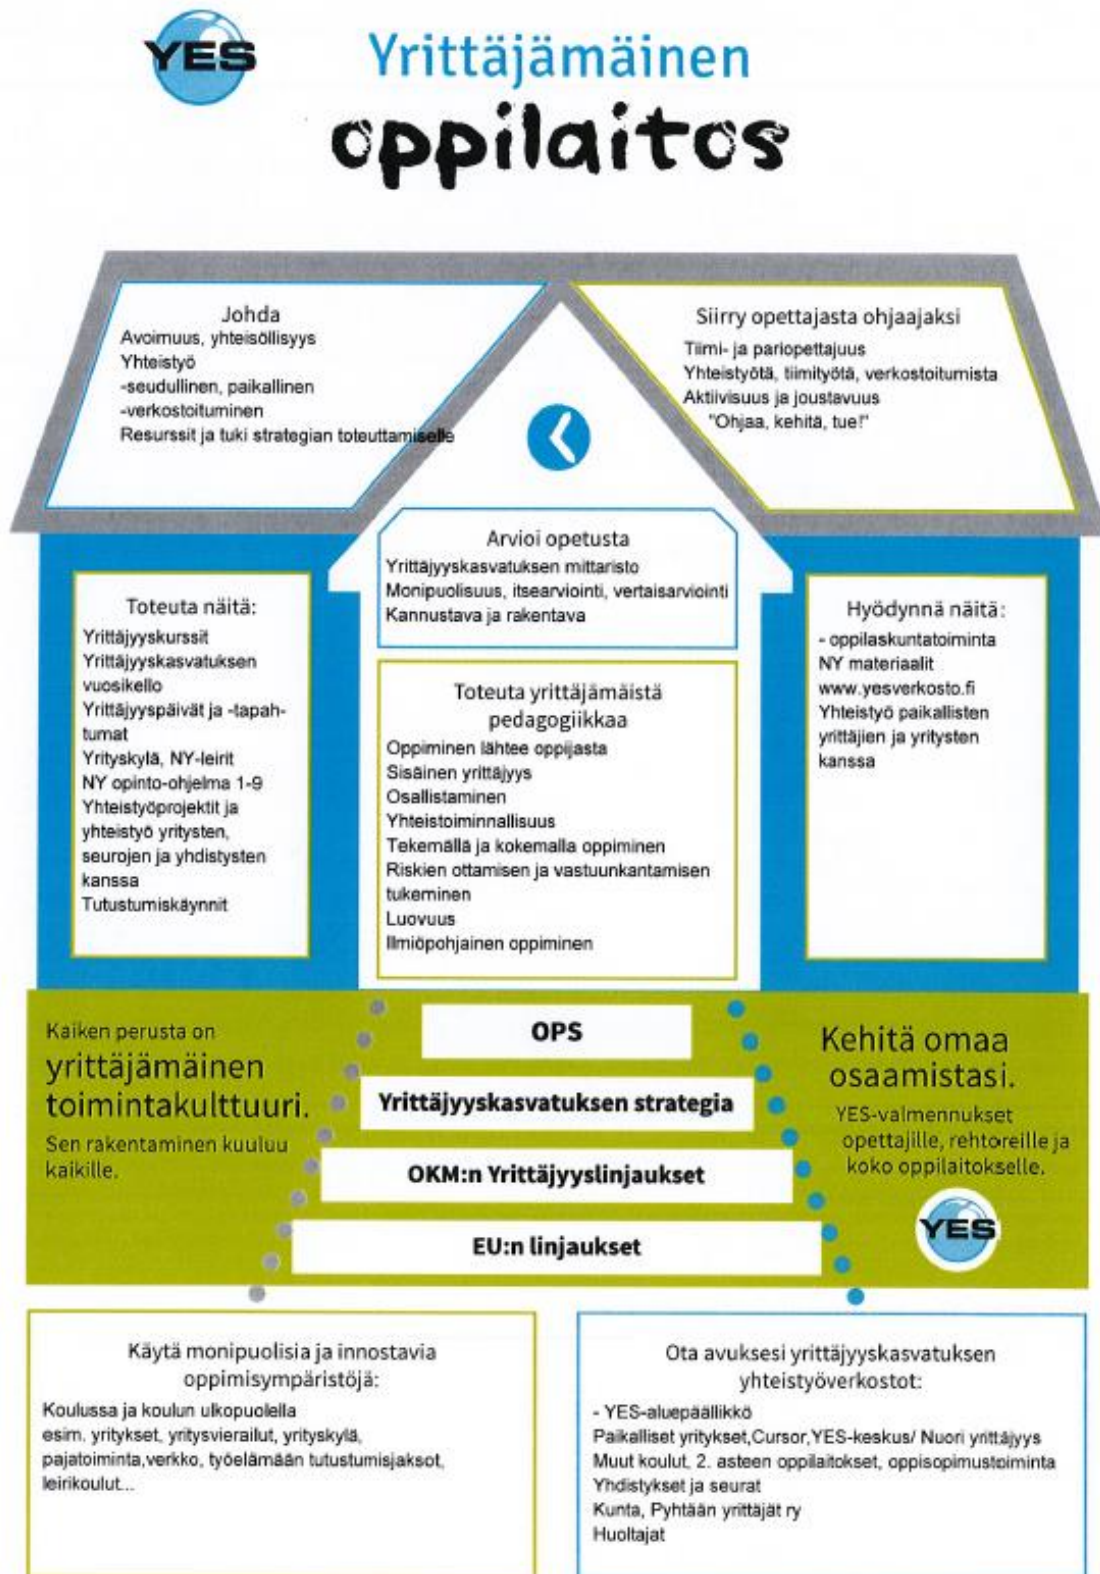 YES
Yrittäjämäinen
oppilaitos
Johda
Avoimuus, yhteisöllisyys
Yhteistyö
-seudullinen, paikallinen
-verkostoituminen
Resurssit ja tuki strategian toteuttamiselle
Siirry opettajasta ohjaajaksi
Tiimi- ja pariopettajuus
Yhteistyötä, tiimityötä, verkostoitumista
Aktiivisuus ja joustavuus
"Ohjaa, kehitä, tue!"
Arvioi opetusta
Yrittäjyyskasvatuksen mittaristo
Monipuolisuus, itsearviointi, vertaisarviointi
Kannustava ja rakentava
Toteuta näitä:
Yrittäjyyskurssit
Yrittäjyyskasvatuksen
vuosikello
Yrittäjyyspäivät ja -tapah-
tumat
Yrityskylä, NY-leirit
NY opinto-ohjelma 1-9
Yhteistyöprojektit ja
yhteistyö yritysten,
seurojen ja yhdistysten
kanssa
Tutustumiskäynnit
Toteuta yrittäjämäistä
pedagogiikkaa
Oppiminen lähtee oppijasta
Sisäinen yrittäjyys
Osallistaminen
Yhteistoiminnallisuus
Tekemällä ja kokemalla oppiminen
Riskien ottamisen ja vastuunkantamisen
tukeminen
Luovuus
Ilmiöpohjainen oppiminen
Hyödynnä näitä:
- oppilaskuntatoiminta
NY materiaalit
www.yesverkosto.fi
Yhteistyö paikallisten
yrittäjien ja yritysten
kanssa
Kaiken perusta on
yrittäjämäinen
toimintakulttuuri.
Sen rakentaminen kuuluu
kaikille.
OPS
Yrittäjyyskasvatuksen strategia
OKM:n Yrittäjyyslinjaukset
EU:n linjaukset
Kehitä omaa
osaamistasi.
YES-valmennukset
opettajille, rehtoreille ja
koko oppilaitokselle.
YES
Käytä monipuolisia ja innostavia
oppimisympäristöjä:
Koulussa ja koulun ulkopuolella
esim. yritykset, yritysvierailut, yrityskylä,
pajatoiminta,verkko, työelämään tutustumisjaksot,
leirikoulut...
Ota avuksesi yrittäjyyskasvatuksen
yhteistyöverkostot:
- YES-aluepäällikkö
Paikalliset yritykset,Cursor,YES-keskus/ Nuori yrittäjyys
Muut koulut, 2. asteen oppilaitokset, oppisopimustoiminta
Yhdistykset ja seurat
Kunta, Pyhtään yrittäjät ry
Huoltajat